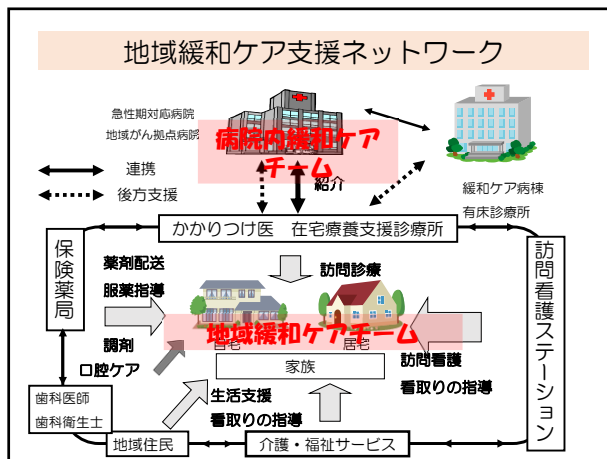 地域緩和ケア支援ネットワーク
急性期対応病院
地域がん拠点病院
病院内緩和ケア
チーム
連携
後方支援
紹介
緩和ケア病棟
有床診療所
かかりつけ医 在宅療養支援診療所
保険薬局
訪問看護ステーション
薬剤配送
服薬指導
訪問診療
地域緩和ケアチーム
自宅
居宅
調剤
口腔ケア
家族
訪問看護
看取りの指導
生活支援
看取りの指導
歯科医師
歯科衛生士
地域住民
介護・福祉サービス